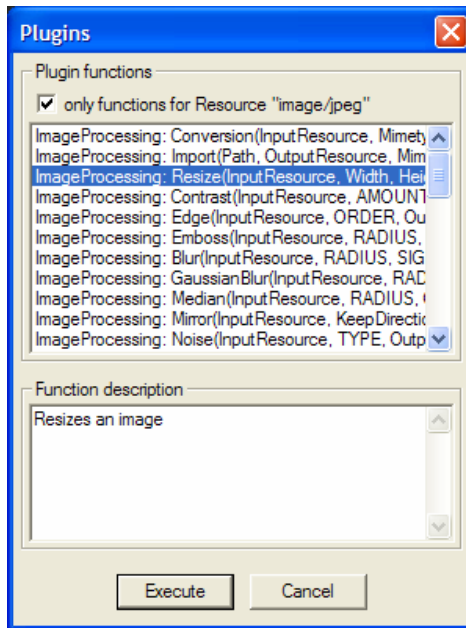 Plugins
Plugin functions
only functions for Resource "image/jpeg"
ImageProcessing: Conversion(InputResource, Mimety
ImageProcessing: Import(Path, OutputResource, Mim
ImageProcessing: Resize(InputResource, Width, Heig
ImageProcessing: Contrast(InputResource, AMOUNT
ImageProcessing: Edge(InputResource, ORDER, Ou
ImageProcessing: Emboss(InputResource, RADIUS,
ImageProcessing: Blur(InputResource, RADIUS, SIG
ImageProcessing: GaussianBlur(InputResource, RAD
ImageProcessing: Median(InputResource, RADIUS,
ImageProcessing: Mirror(InputResource, KeepDirectio
ImageProcessing: Noise(InputResource, TYPE, Outp
Function description
Resizes an image
Execute Cancel